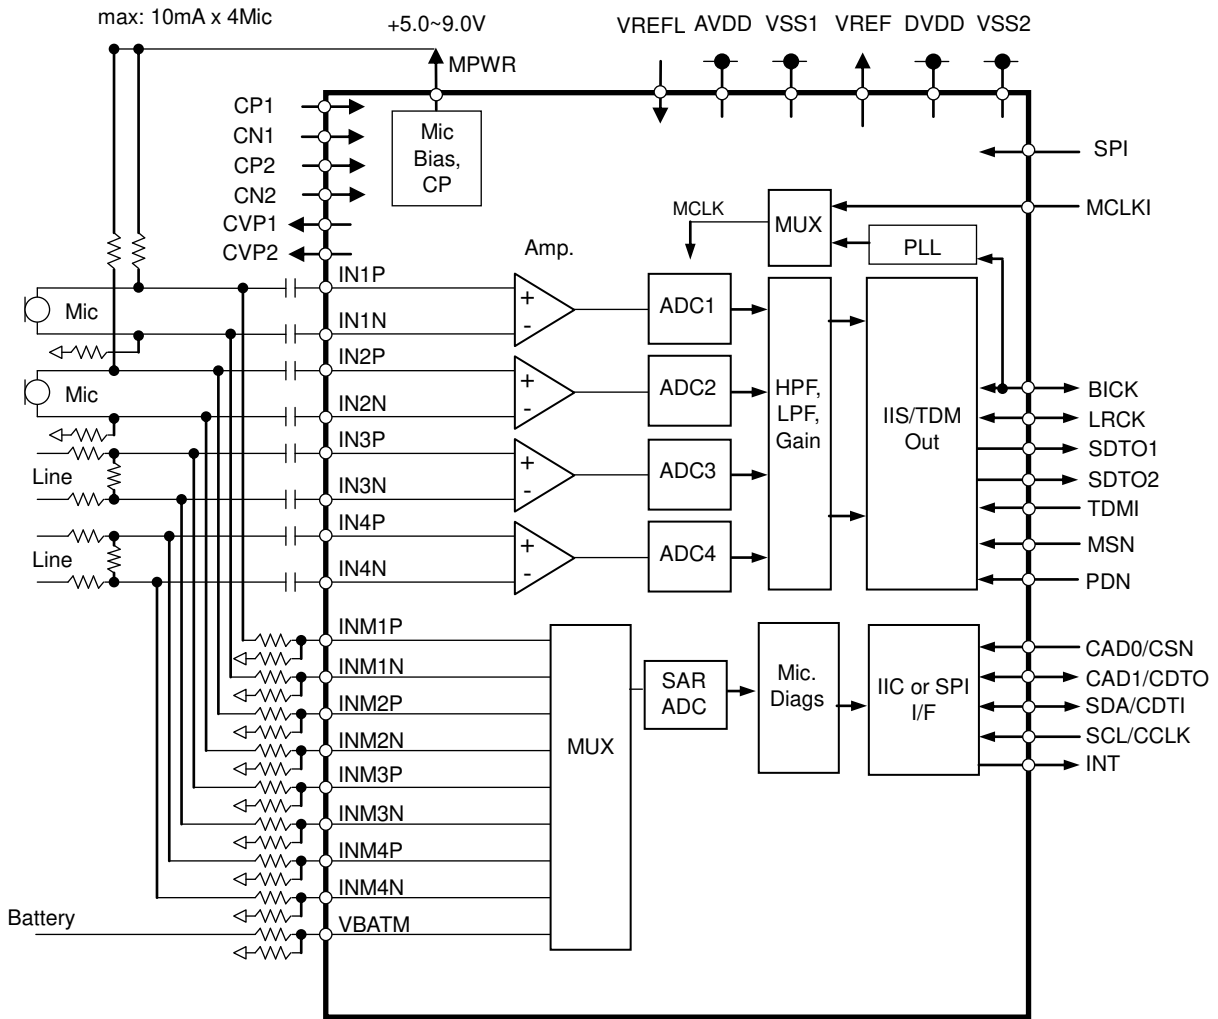 max: 10mA x 4Mic
+5.0~9.0V
VREFL
AVDD
VSS1
VREF
DVDD
VSS2
MPWR
CP1
CN1
CP2
CN2
CVP1
CVP2
Mic
Bias,
CP
SPI
MCLKI
MCLK
MUX
PLL
Amp.
IN1P
IN1N
IN2P
IN2N
IN3P
IN3N
IN4P
IN4N
Mic
Mic
Line
Line
+
-
+
-
+
-
+
-
ADC1
ADC2
ADC3
ADC4
HPF,
LPF,
Gain
IIS/TDM
Out
BICK
LRCK
SDTO1
SDTO2
TDMI
MSN
PDN
INM1P
INM1N
INM2P
INM2N
INM3P
INM3N
INM4P
INM4N
VBATM
Battery
MUX
SAR
ADC
Mic.
Diags
IIC or SPI
I/F
CAD0/CSN
CAD1/CDTO
SDA/CDTI
SCL/CCLK
INT